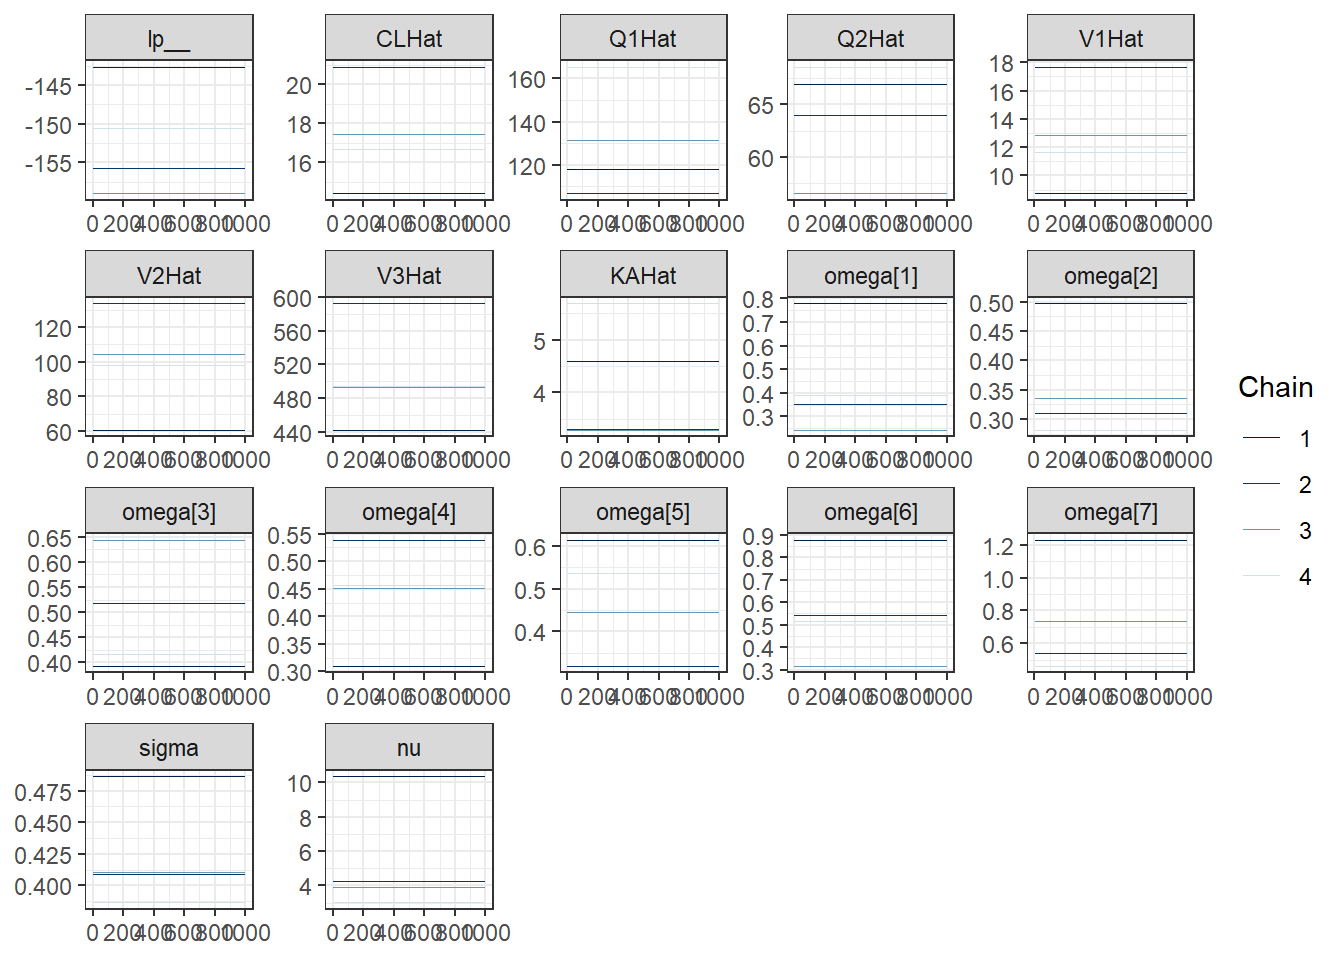 lp__ CLHat Q1Hat Q2Hat V1Hat
-145 -150 -155
20 18 16
160 140 120
65 60
18 16 14 12 10
0 200 400 600 800 1000 0 200 400 600 800 1000 0 200 400 600 800 1000 0 200 400 600 800 1000 0 200 400 600 800 1000
V2Hat V3Hat KAHat omega[1] omega[2]
120 100 80 60
600 560 520 480 440
5 4
0.8 0.7 0.6 0.5 0.4 0.3
0.50 0.45 0.40 0.35 0.30
0 200 400 600 800 1000 0 200 400 600 800 1000 0 200 400 600 800 1000 0 200 400 600 800 1000 0 200 400 600 800 1000
omega[3] omega[4] omega[5] omega[6] omega[7]
0.65 0.60 0.55 0.50 0.45 0.40
0.55 0.50 0.45 0.40 0.35 0.30
0.6 0.5 0.4
0.9 0.8 0.7 0.6 0.5 0.4 0.3
1.2 1.0 0.8 0.6
0 200 400 600 800 1000 0 200 400 600 800 1000 0 200 400 600 800 1000 0 200 400 600 800 1000 0 200 400 600 800 1000
sigma nu
0.475 0.450 0.425 0.400
10 8 6 4
0 200 400 600 800 1000 0 200 400 600 800 1000
Chain
1
2
3
4